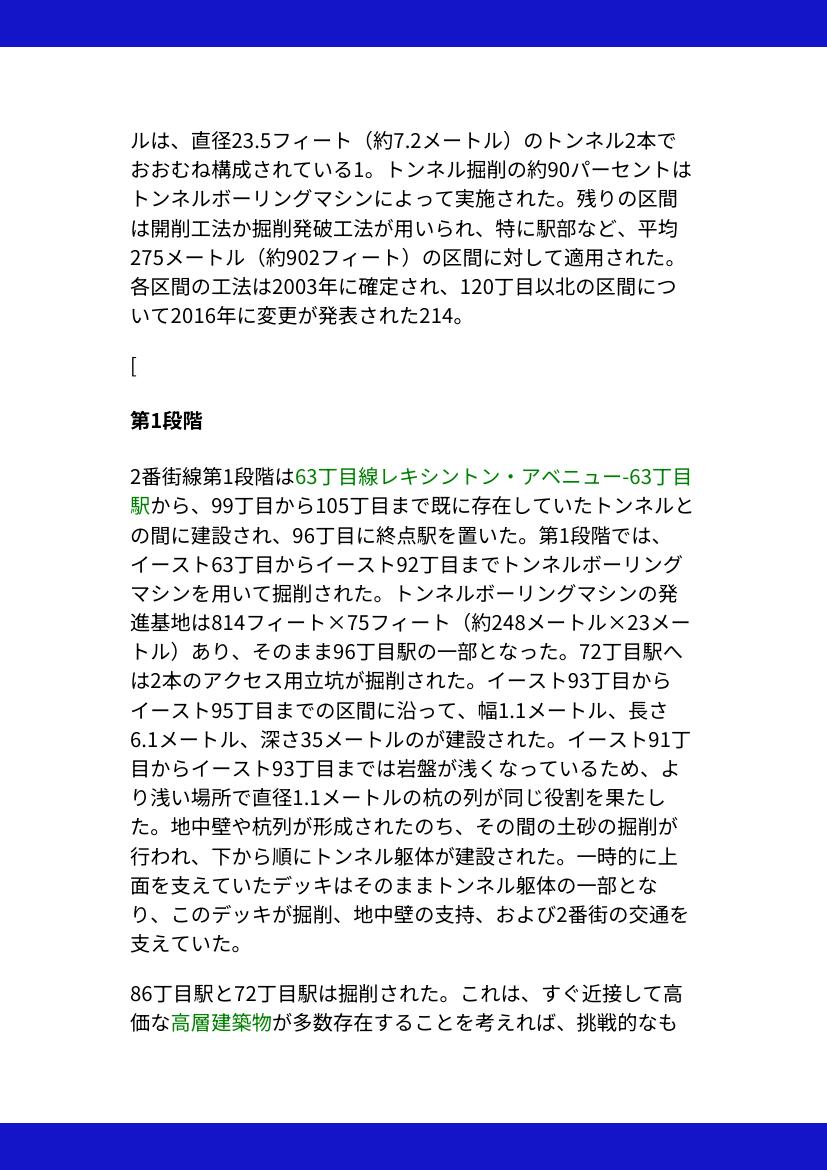 ルは、直径23.5フィート（約7.2メートル）のトンネル2本で
おおむね構成されている1。トンネル掘削の約90パーセントは
トンネルボーリングマシンによって実施された。残りの区間
は開削工法か掘削発破工法が用いられ、特に駅部など、平均
275メートル（約902フィート）の区間に対して適用された。
各区間の工法は2003年に確定され、120丁目以北の区間につ
いて2016年に変更が発表された214。
[
第1段階
2番街線第1段階は63丁目線レキシントン・アベニュー-63丁目
駅から、99丁目から105丁目まで既に存在していたトンネルと
の間に建設され、96丁目に終点駅を置いた。第1段階では、
イースト63丁目からイースト92丁目までトンネルボーリング
マシンを用いて掘削された。トンネルボーリングマシンの発
進基地は814フィート×75フィート（約248メートル×23メー
トル）あり、そのまま96丁目駅の一部となった。72丁目駅へ
は2本のアクセス用立坑が掘削された。イースト93丁目から
イースト95丁目までの区間に沿って、幅1.1メートル、長さ
6.1メートル、深さ35メートルのが建設された。イースト91丁
目からイースト93丁目までは岩盤が浅くなっているため、よ
り浅い場所で直径1.1メートルの杭の列が同じ役割を果たし
た。地中壁や杭列が形成されたのち、その間の土砂の掘削が
行われ、下から順にトンネル躯体が建設された。一時的に上
面を支えていたデッキはそのままトンネル躯体の一部とな
り、このデッキが掘削、地中壁の支持、および2番街の交通を
支えていた。
86丁目駅と72丁目駅は掘削された。これは、すぐ近接して高
価な高層建築物が多数存在することを考えれば、挑戦的なも